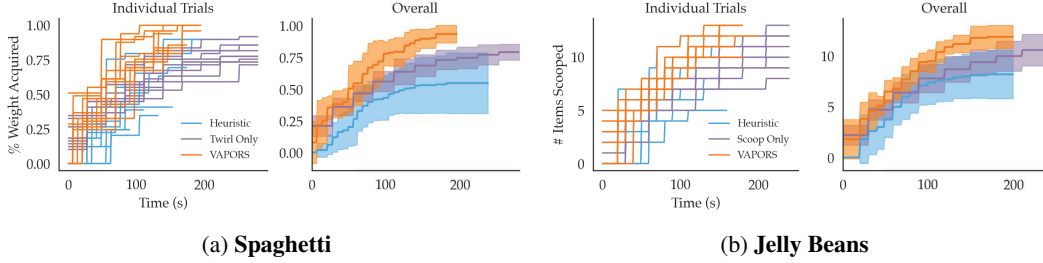 Individual Trials
Overall
% Weight Acquired
1.00
0.75
0.50
0.25
0.00
Heuristic
Twirl Only
VAPORS
0 100 200
Time (s)
1.00
0.75
0.50
0.25
0.00
0 100 200
Time (s)
(a) Spaghetti
Individual Trials
Overall
# Items Scooped
10
5
0
Heuristic
Scoop Only
VAPORS
0 100 200
Time (s)
10
5
0
0 100 200
Time (s)
(b) Jelly Beans